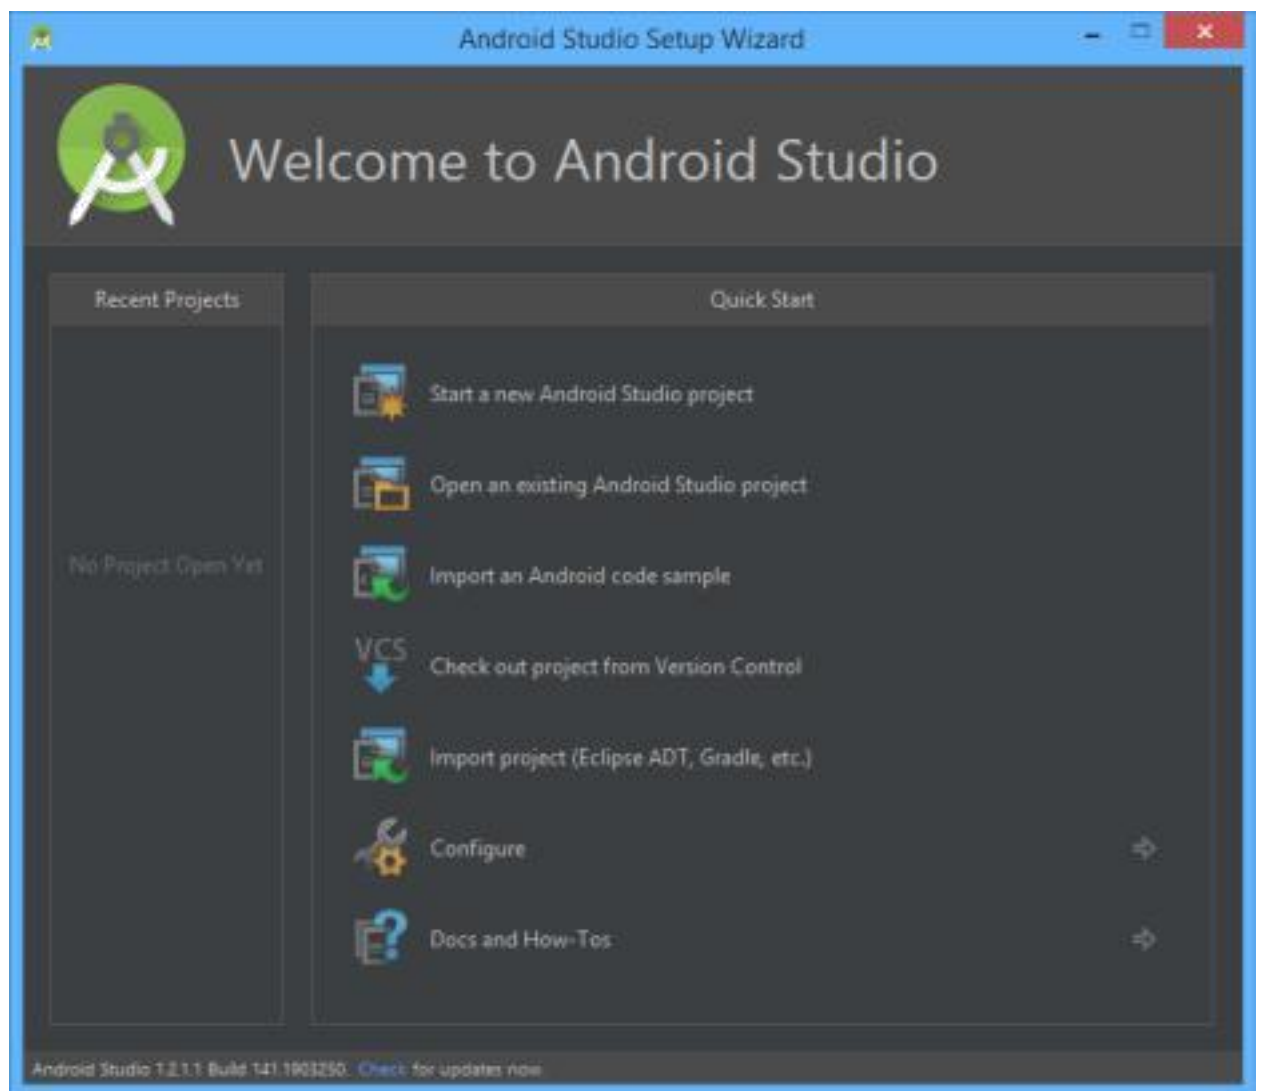 Android Studio Setup Wizard
Welcome to Android Studio
Recent Projects
Quick Start
Start a new Android Studio project
Open an existing Android Studio project
No Project Open Yet
Import an Android code sample
VCS
Check out project from Version Control
Import project (Eclipse ADT, Gradle, etc.)
Configure
Docs and How-Tos
Android Studio 1.2.1.1 Build 141.1903250. Check for updates now.